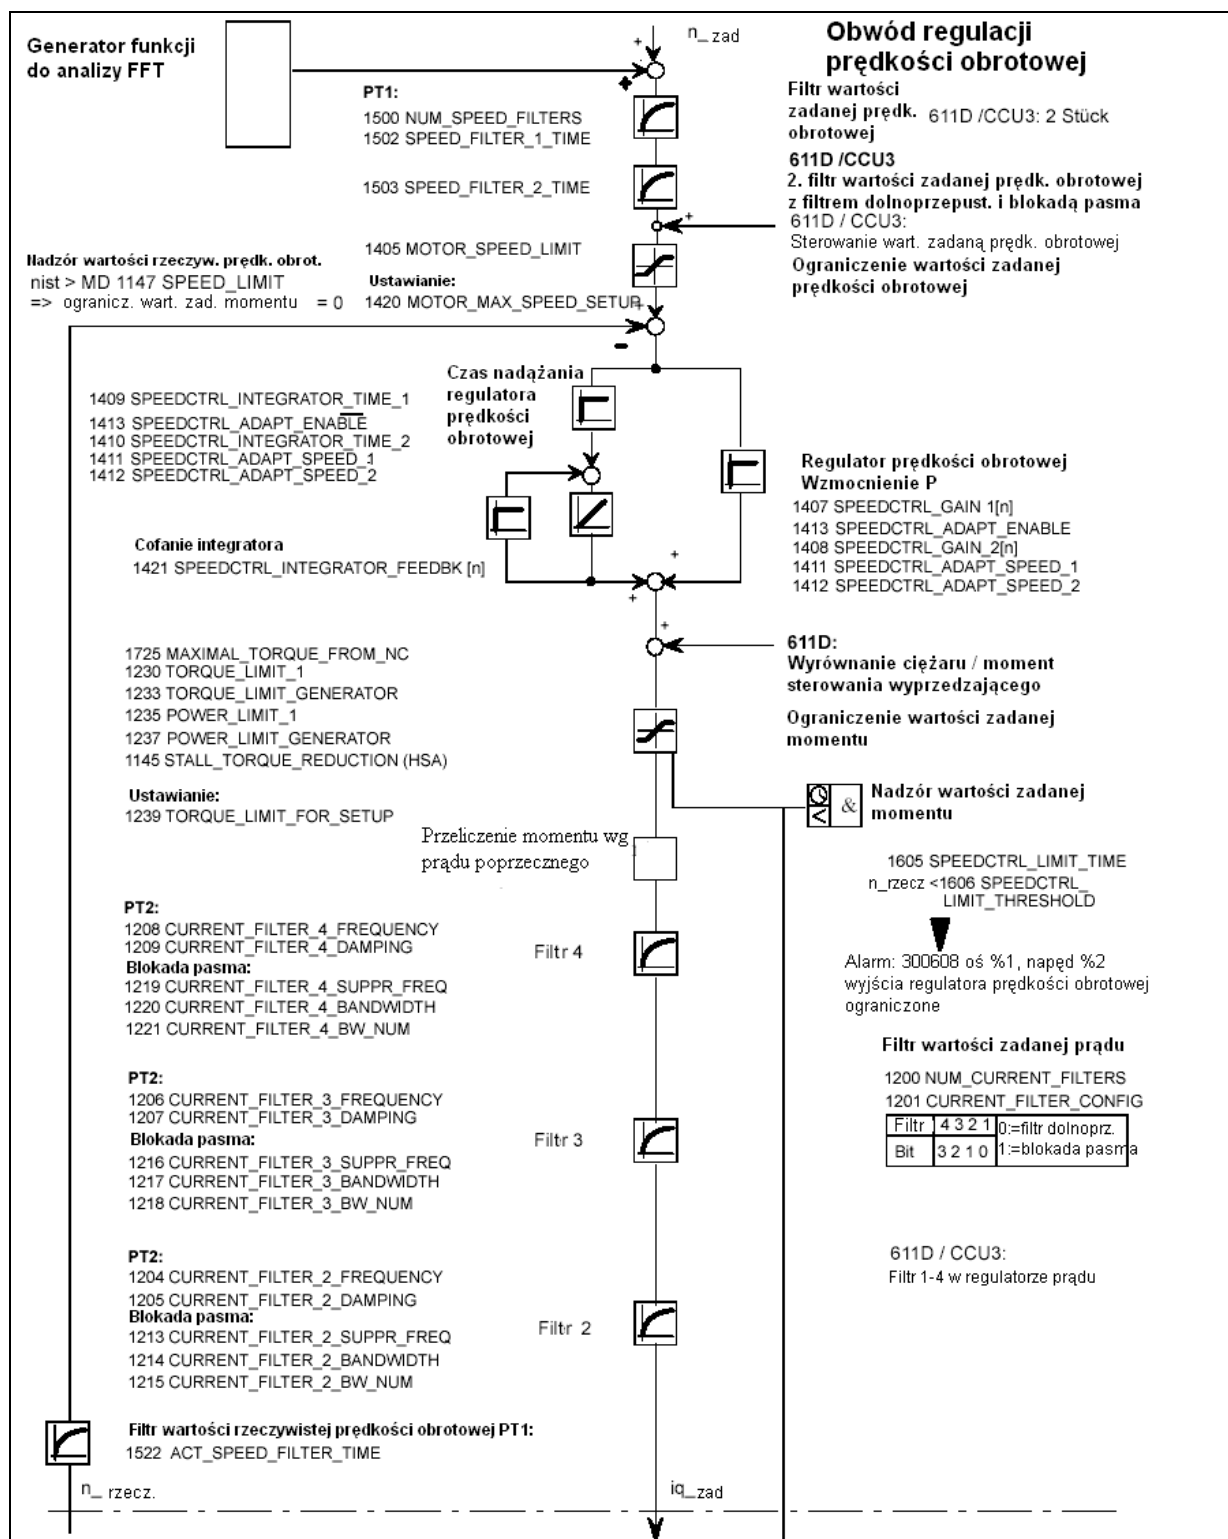 Generator funkcji
do analizy FFT
+
n_ zad
+
Obwód regulacji
prędkości obrotowej
PT1:
1500 NUM_SPEED_FILTERS
1502 SPEED_FILTER_1_TIME
1503 SPEED_FILTER_2_TIME
Filtr wartości
zadanej prędk.
obrotowej
611D /CCU3: 2 Stück
611D /CCU3
2. filtr wartości zadanej prędk. obrotowej
z filtrem dolnoprzepust. i blokadą pasma
+
611D / CCU3:
Sterowanie wart. zadaną prędk. obrotowej
Ograniczenie wartości zadanej
prędkości obrotowej
1405 MOTOR_SPEED_LIMIT
Ustawianie:
1420 MOTOR_MAX_SPEED_SETUP
+
Nadzór wartości rzeczyw. prędk. obrot.
nist > MD 1147 SPEED_LIMIT
=> ogranicz. wart. zad. momentu = 0
–
Czas nadążania
regulatora
prędkości
obrotowej
1409 SPEEDCTRL_INTEGRATOR_TIME_1
1413 SPEEDCTRL_ADAPT_ENABLE
1410 SPEEDCTRL_INTEGRATOR_TIME_2
1411 SPEEDCTRL_ADAPT_SPEED_1
1412 SPEEDCTRL_ADAPT_SPEED_2
Regulator prędkości obrotowej
Wzmocnienie P
1407 SPEEDCTRL_GAIN 1[n]
1413 SPEEDCTRL_ADAPT_ENABLE
1408 SPEEDCTRL_GAIN_2[n]
1411 SPEEDCTRL_ADAPT_SPEED_1
1412 SPEEDCTRL_ADAPT_SPEED_2
Cofanie integratora
1421 SPEEDCTRL_INTEGRATOR_FEEDBK [n]
+
+
+
611D:
Wyrównanie ciężaru / moment
sterowania wyprzedzającego
1725 MAXIMAL_TORQUE_FROM_NC
1230 TORQUE_LIMIT_1
1233 TORQUE_LIMIT_GENERATOR
1235 POWER_LIMIT_1
1237 POWER_LIMIT_GENERATOR
1145 STALL_TORQUE_REDUCTION (HSA)
Ustawianie:
1239 TORQUE_LIMIT_FOR_SETUP
Ograniczenie wartości zadanej
momentu
<
&
Nadzór wartości zadanej
momentu
Przeliczenie momentu wg
prądu poprzecznego
1605 SPEEDCTRL_LIMIT_TIME
n_rzecz <1606 SPEEDCTRL_
LIMIT_THRESHOLD
Alarm: 300608 oś %1, napęd %2
wyjścia regulatora prędkości obrotowej
ograniczone
PT2:
1208 CURRENT_FILTER_4_FREQUENCY
1209 CURRENT_FILTER_4_DAMPING
Blokada pasma:
1219 CURRENT_FILTER_4_SUPPR_FREQ
1220 CURRENT_FILTER_4_BANDWIDTH
1221 CURRENT_FILTER_4_BW_NUM
Filtr 4
Filtr wartości zadanej prądu
1200 NUM_CURRENT_FILTERS
1201 CURRENT_FILTER_CONFIG
Filtr 4 3 2 1 0:=filtr dolnoprz.
Bit 3 2 1 0 1:=blokada pasma
PT2:
1206 CURRENT_FILTER_3_FREQUENCY
1207 CURRENT_FILTER_3_DAMPING
Blokada pasma:
1216 CURRENT_FILTER_3_SUPPR_FREQ
1217 CURRENT_FILTER_3_BANDWIDTH
1218 CURRENT_FILTER_3_BW_NUM
Filtr 3
611D / CCU3:
Filtr 1-4 w regulatorze prądu
PT2:
1204 CURRENT_FILTER_2_FREQUENCY
1205 CURRENT_FILTER_2_DAMPING
Blokada pasma:
1213 CURRENT_FILTER_2_SUPPR_FREQ
1214 CURRENT_FILTER_2_BANDWIDTH
1215 CURRENT_FILTER_2_BW_NUM
Filtr 2
Filtr wartości rzeczywistej prędkości obrotowej PT1:
1522 ACT_SPEED_FILTER_TIME
n_ rzecz.
iq_zad